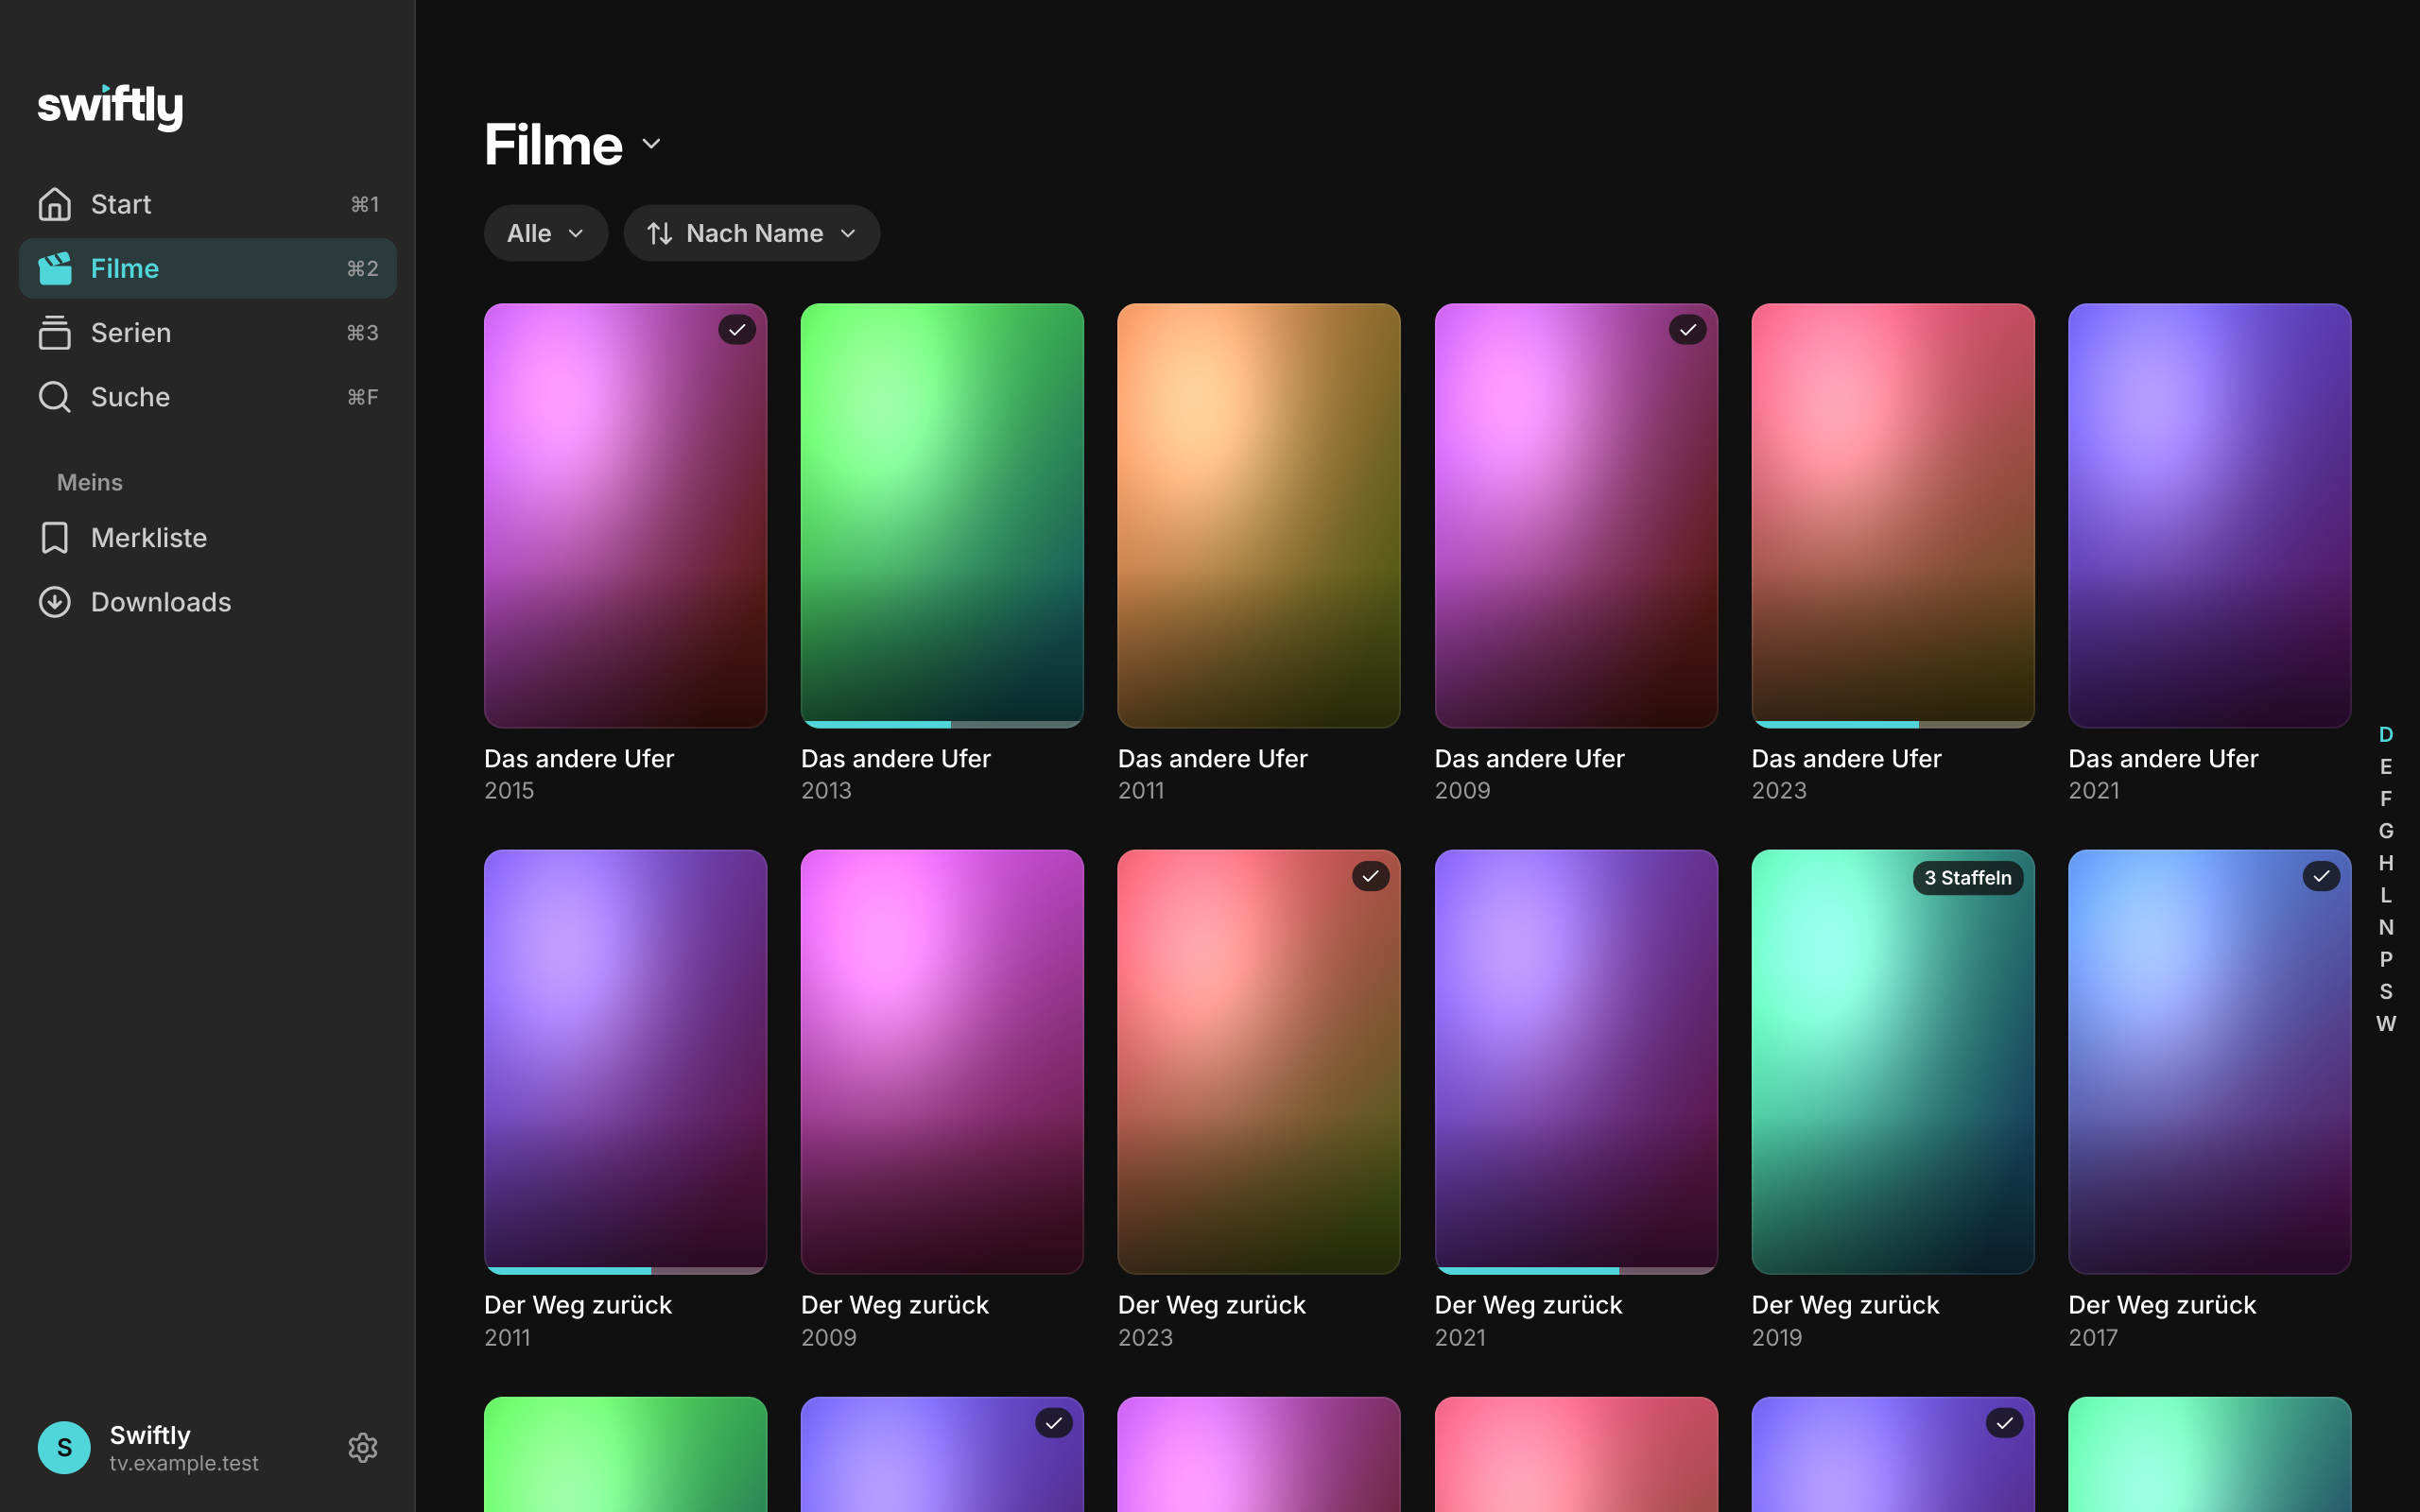 swiftly
Start ⌘1
Filme ⌘2
Serien ⌘3
Suche ⌘F
Meins
Merkliste
Downloads
S
Swiftly
tv.example.test
Filme
Alle
Nach Name
Das andere Ufer
2015
Das andere Ufer
2013
Das andere Ufer
2011
Das andere Ufer
2009
Das andere Ufer
2023
Das andere Ufer
2021
Der Weg zurück
2011
Der Weg zurück
2009
Der Weg zurück
2023
Der Weg zurück
2021
3 Staffeln
Der Weg zurück
2019
Der Weg zurück
2017
D
E
F
G
H
L
N
P
S
W